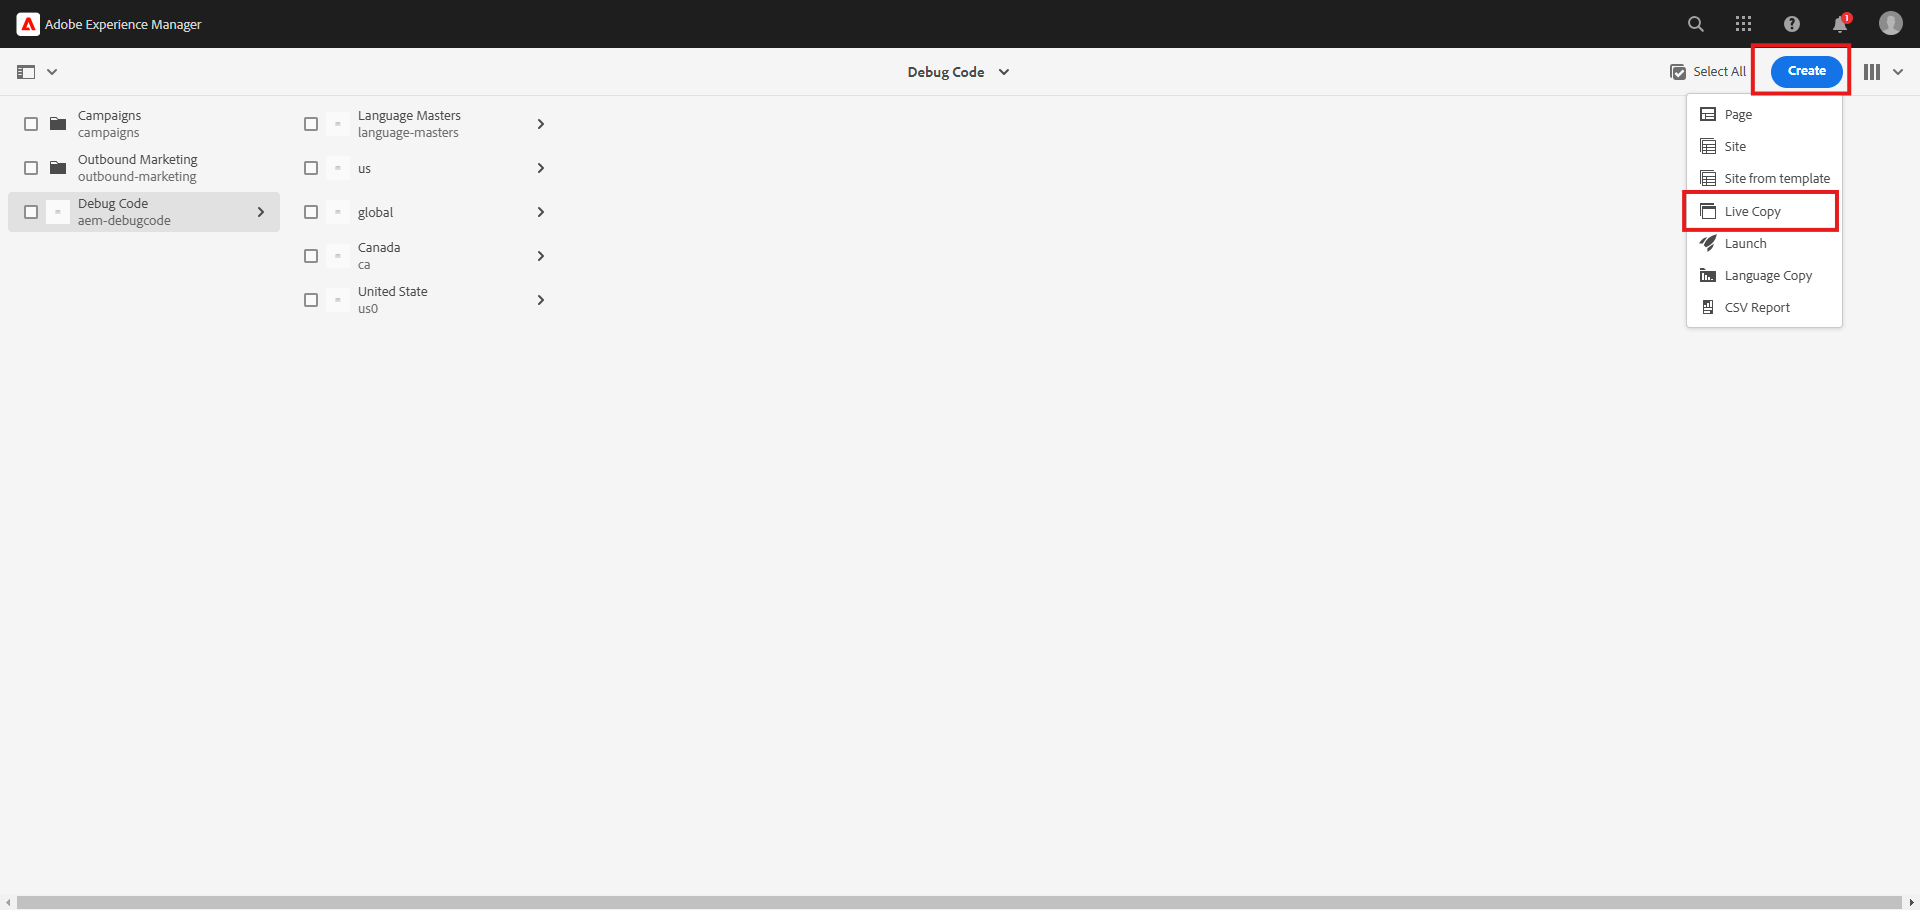 Adobe Experience Manager
1
Debug Code
Select All
Create
Campaigns
campaigns
Outbound Marketing
outbound-marketing
Debug Code
aem-debugcode
Language Masters
language-masters
us
global
Canada
ca
United State
us0
Page
Site
Site from template
Live Copy
Launch
Language Copy
CSV Report